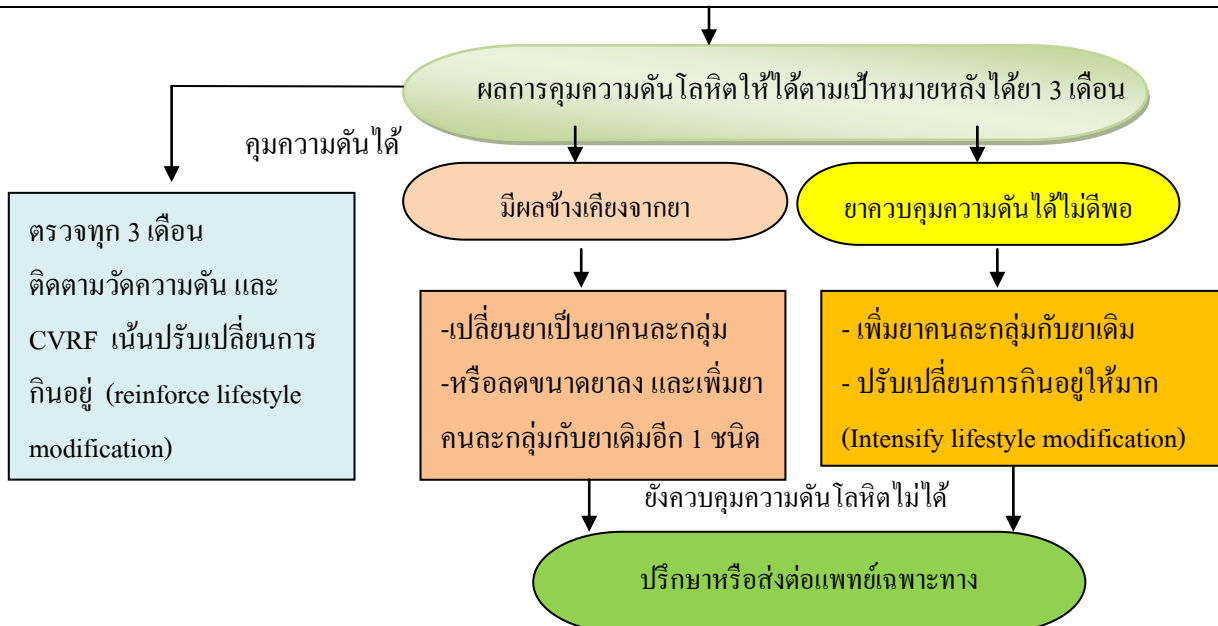 ผลการคุมความดันโลหิตให้ได้ตามเป้าหมายหลังได้ยา 3 เดือน
คุมความดันได้
ตรวจทุก 3 เดือน
ติดตามวัดความดัน และ
CVRF เน้นปรับเปลี่ยนการ
กินอยู่ (reinforce lifestyle
modification)
มีผลข้างเคียงจากยา
-เปลี่ยนยาเป็นยาคนละกลุ่ม
-หรือลดขนาดยาลง และเพิ่มยา
คนละกลุ่มกับยาเดิมอีก 1 ชนิด
ยาควบคุมความดันได้ไม่ดีพอ
- เพิ่มยาคนละกลุ่มกับยาเดิม
- ปรับเปลี่ยนการกินอยู่ให้มาก
(Intensify lifestyle modification)
ยังควบคุมความดันโลหิตไม่ได้
ปรึกษาหรือส่งต่อแพทย์เฉพาะทาง